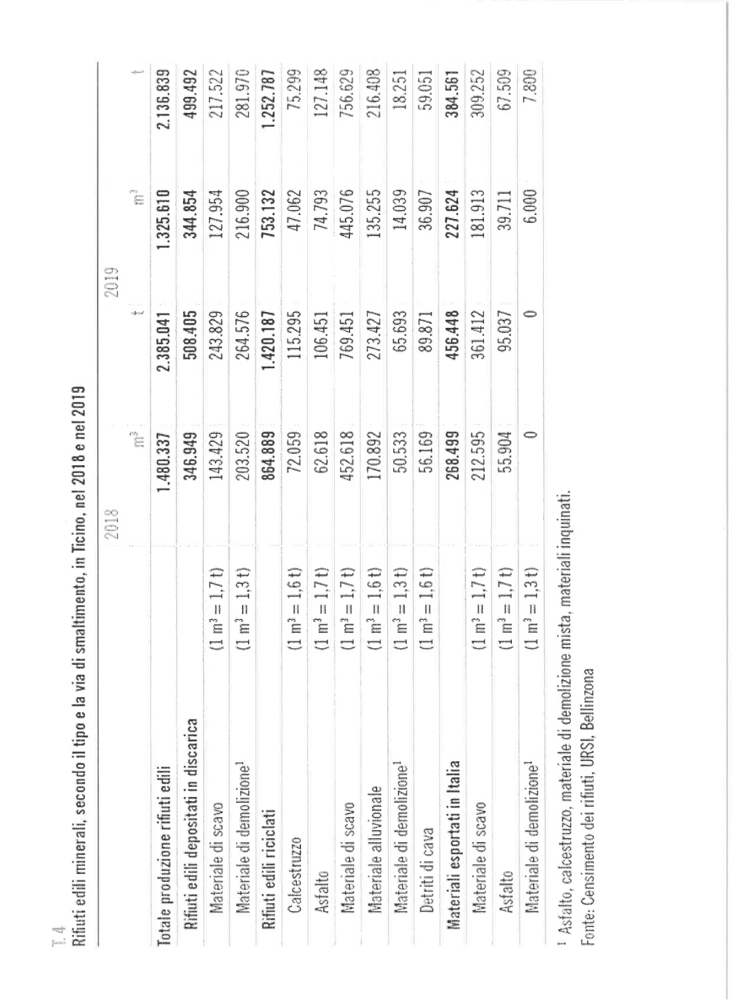 T. 4
Rifiuti edili minerali, secondo il tipo e la via di smaltimento, in Ticino, nel 2018 e nel 2019
2018 2019
m³ t m³ t
Totale produzione rifiuti edili 1.480.337 2.385.041 1.325.610 2.136.839
Rifiuti edili depositati in discarica 346.949 508.405 344.854 499.492
Materiale di scavo (1 m³ = 1,7 t) 143.429 243.829 127.954 217.522
Materiale di demolizione¹ (1 m³ = 1,3 t) 203.520 264.576 216.900 281.970
Rifiuti edili riciclati 864.889 1.420.187 753.132 1.252.787
Calcestruzzo (1 m³ = 1,6 t) 72.059 115.295 47.062 75.299
Asfalto (1 m³ = 1,7 t) 62.618 106.451 74.793 127.148
Materiale di scavo (1 m³ = 1,7 t) 452.618 769.451 445.076 756.629
Materiale alluvionale (1 m³ = 1,6 t) 170.892 273.427 135.255 216.408
Materiale di demolizione¹ (1 m³ = 1,3 t) 50.533 65.693 14.039 18.251
Detriti di cava (1 m³ = 1,6 t) 56.169 89.871 36.907 59.051
Materiali esportati in Italia 268.499 456.448 227.624 384.561
Materiale di scavo (1 m³ = 1,7 t) 212.595 361.412 181.913 309.252
Asfalto (1 m³ = 1,7 t) 55.904 95.037 39.711 67.509
Materiale di demolizione¹ (1 m³ = 1,3 t) 0 0 6.000 7.800
¹ Asfalto, calcestruzzo, materiale di demolizione mista, materiali inquinati.
Fonte: Censimento dei rifiuti, URSI, Bellinzona